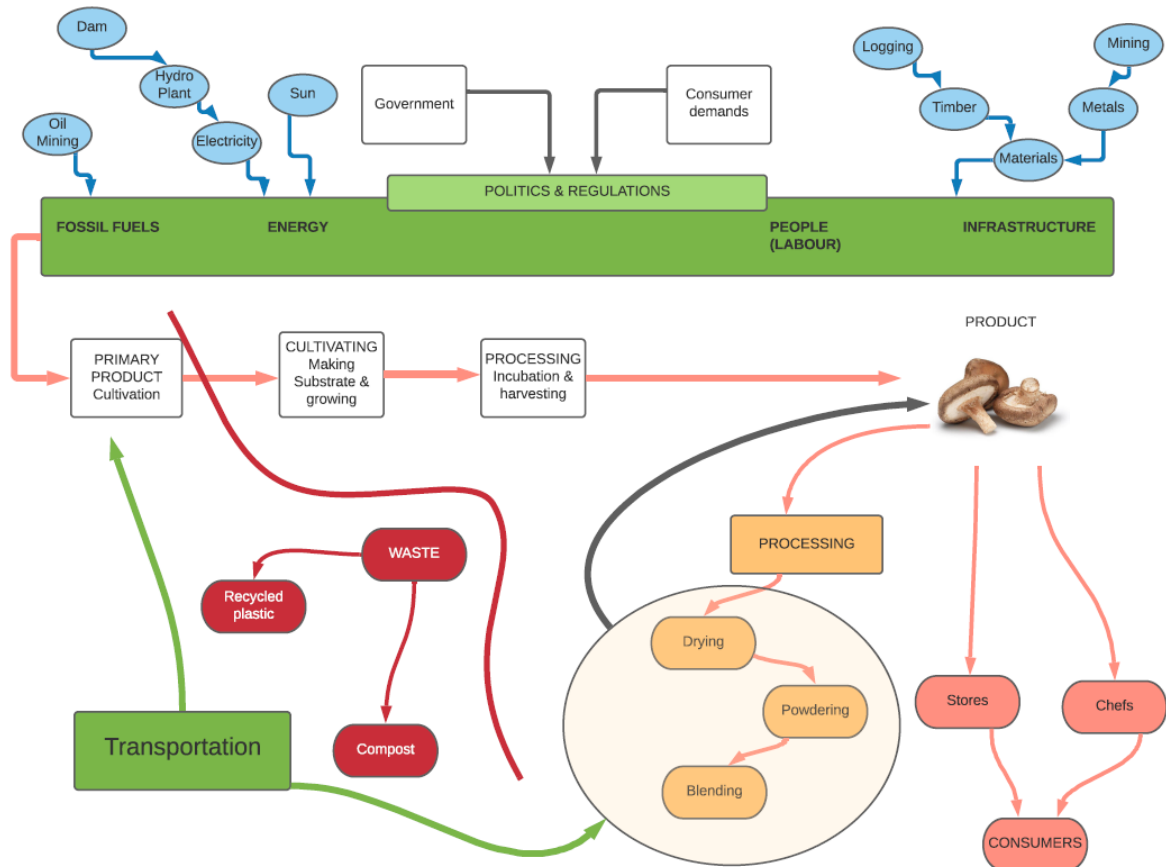 Dam
Hydro
Plant
Sun
Oil
Mining
Electricity
Government
Consumer
demands
Logging
Mining
Timber
Metals
Materials
POLITICS & REGULATIONS
FOSSIL FUELS
ENERGY
PEOPLE
(LABOUR)
INFRASTRUCTURE
PRIMARY
PRODUCT
Cultivation
CULTIVATING
Making
Substrate &
growing
PROCESSING
Incubation &
harvesting
PRODUCT
WASTE
Recycled
plastic
Compost
Transportation
PROCESSING
Drying
Powdering
Blending
Stores
Chefs
CONSUMERS